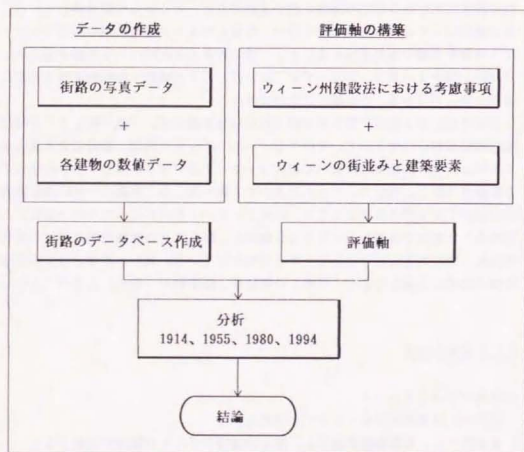 データの作成
街路の写真データ
+
各建物の数値データ
街路のデータベース作成
評価軸の構築
ウィーン州建設法における考慮事項
+
ウィーンの街並みと建築要素
評価軸
分析
1914、1955、1980、1994
結論